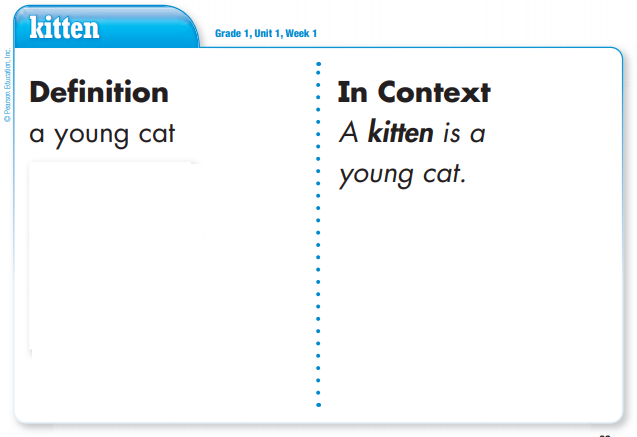 kitten
Grade 1, Unit 1, Week 1
© Pearson Education, Inc.
Definition
a young cat
In Context
A kitten is a
young cat.